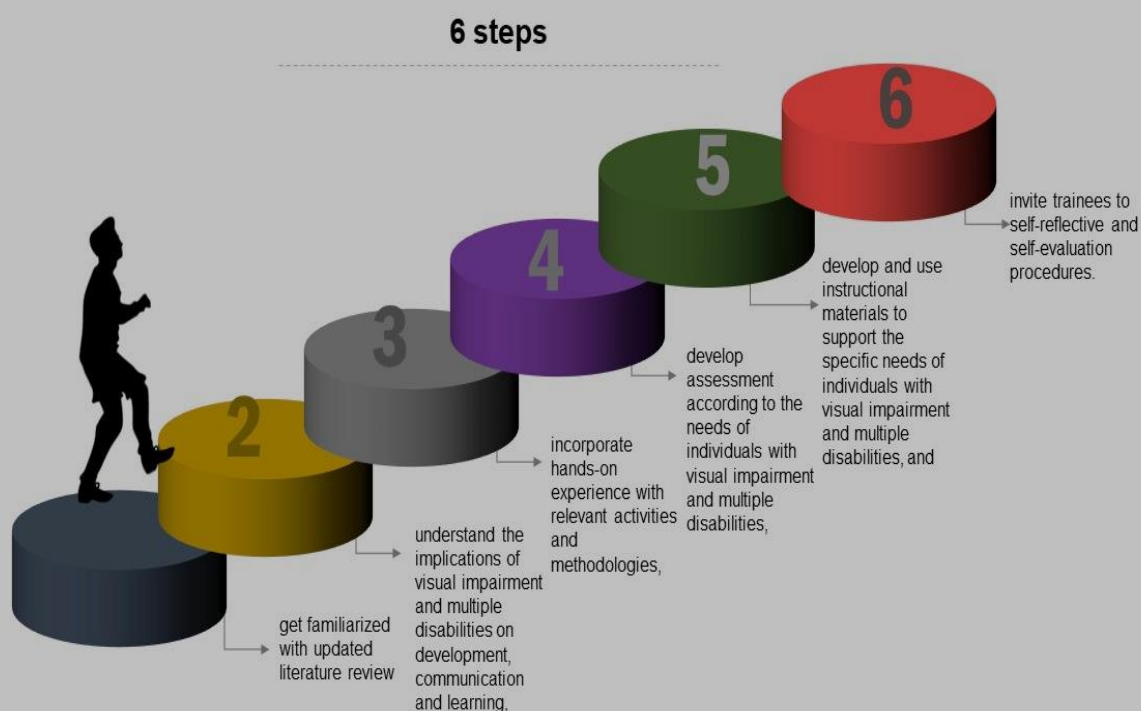 6 steps
2
3
4
5
6
get familiarized
with updated
literature review
understand the
implications of
visual impairment
and multiple
disabilities on
development,
communication
and learning,
incorporate
hands-on
experience with
relevant activities
and
methodologies,
develop
assessment
according to the
needs of
individuals with
visual impairment
and multiple
disabilities,
develop and use
instructional
materials to
support the
specific needs of
individuals with
visual impairment
and multiple
disabilities, and
invite trainees to
self-reflective and
self-evaluation
procedures.